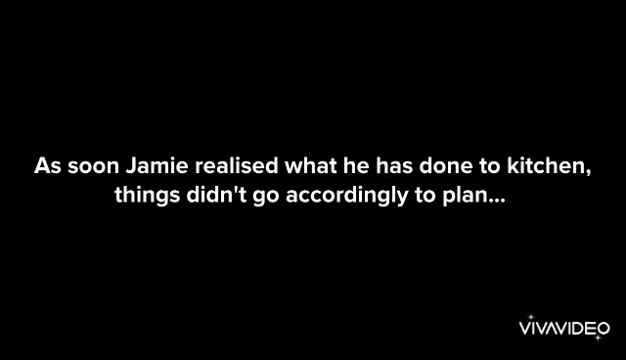 As soon Jamie realised what he has done to kitchen,
things didn't go accordingly to plan...
VIVAVIDEO